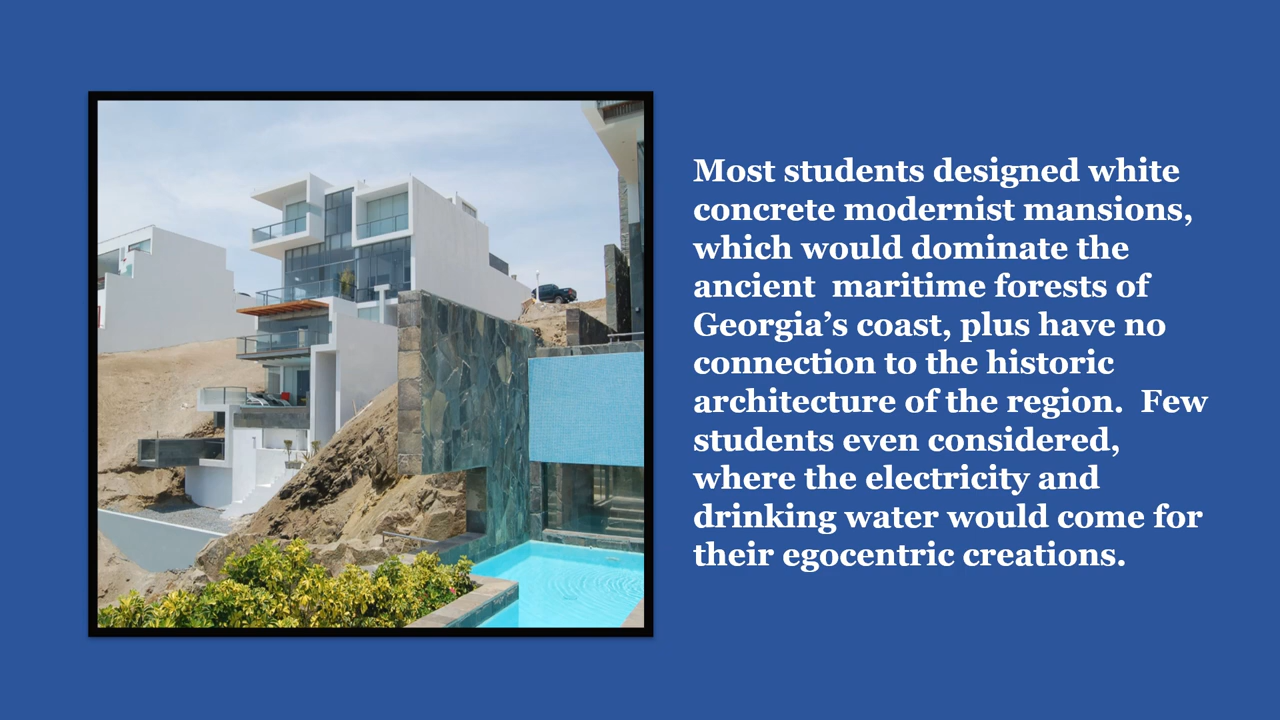 Most students designed white
concrete modernist mansions,
which would dominate the
ancient  maritime forests of
Georgia’s coast, plus have no
connection to the historic
architecture of the region.  Few
students even considered,
where the electricity and
drinking water would come for
their egocentric creations.